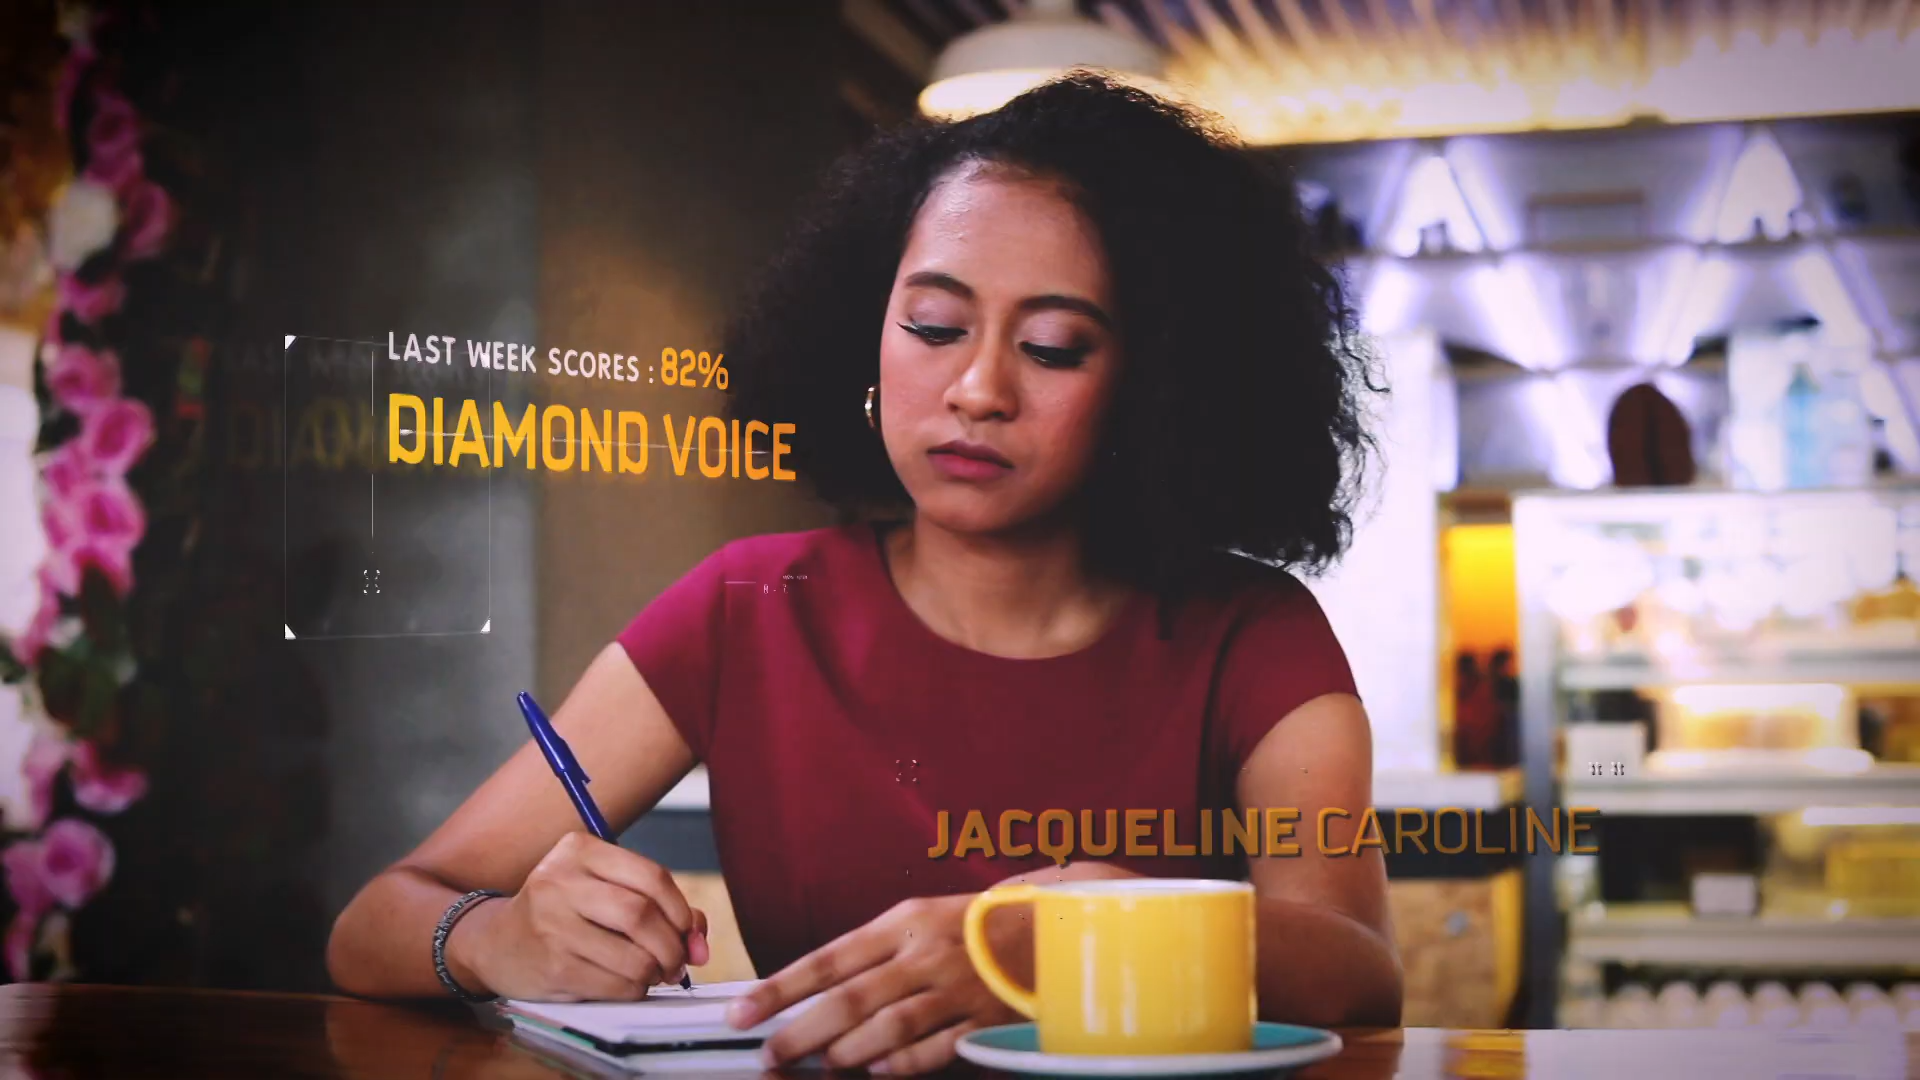 LAST WEEK SCORES : 82%
DIAMOND VOICE
JACQUELINE CAROLINE